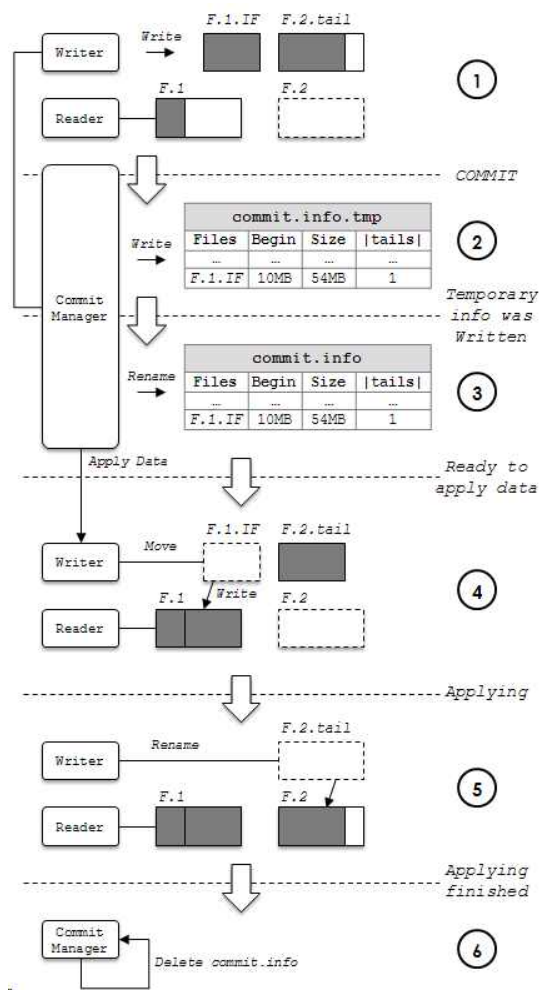 F.1.IF F.2.tail
Write
Writer
1
F.1 F.2
Reader
COMMIT
commit.info.tmp
Files Begin Size |tails|
Write
2
… … … …
F.1.IF 10MB 54MB 1
Commit
Manager
Temporary
info was
Written
commit.info
Rename
Files Begin Size |tails|
3
… … … …
F.1.IF 10MB 54MB 1
Apply Data
Ready to
apply data
F.1.IF F.2.tail
Move
Writer
4
F.1 Write F.2
Reader
Applying
F.2.tail
Rename
Writer
5
F.1 F.2
Reader
Applying
finished
Commit
Manager
6
Delete commit.info